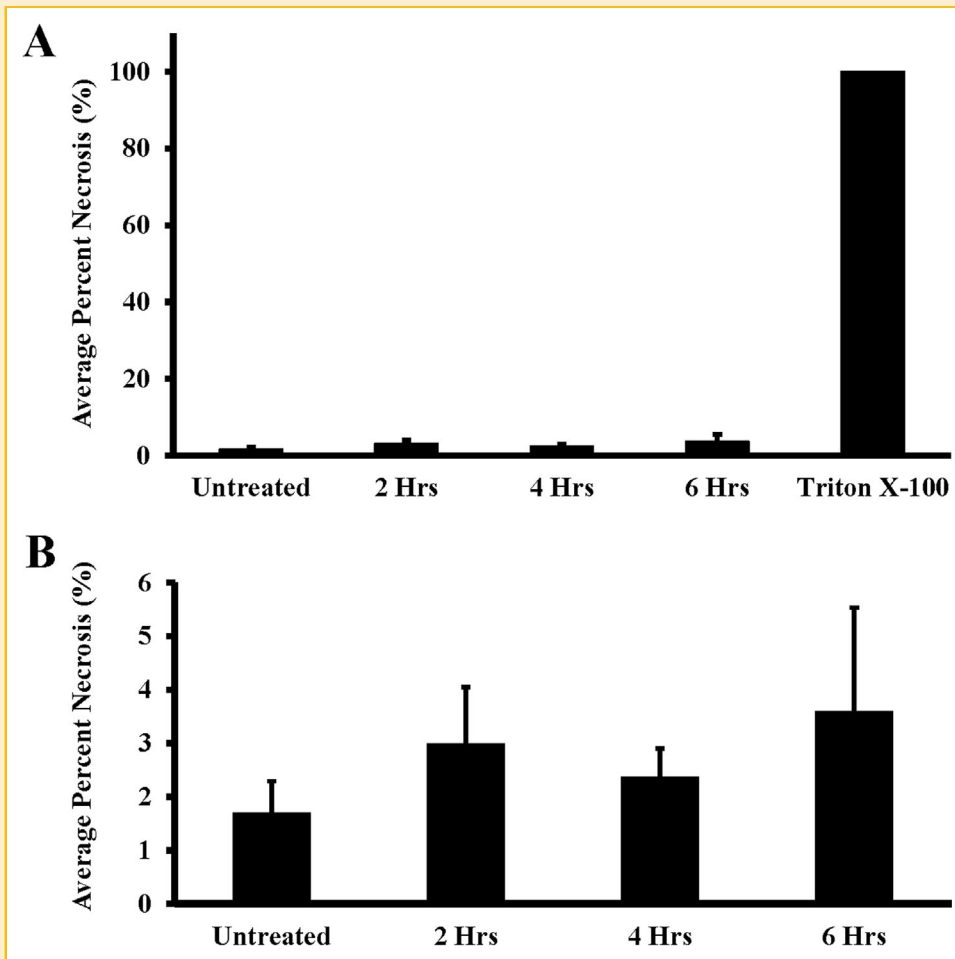 A
Average Percent Necrosis (%)
100
80
60
40
20
0
Untreated 2 Hrs 4 Hrs 6 Hrs Triton X-100
B
Average Percent Necrosis (%)
6
5
4
3
2
1
0
Untreated 2 Hrs 4 Hrs 6 Hrs